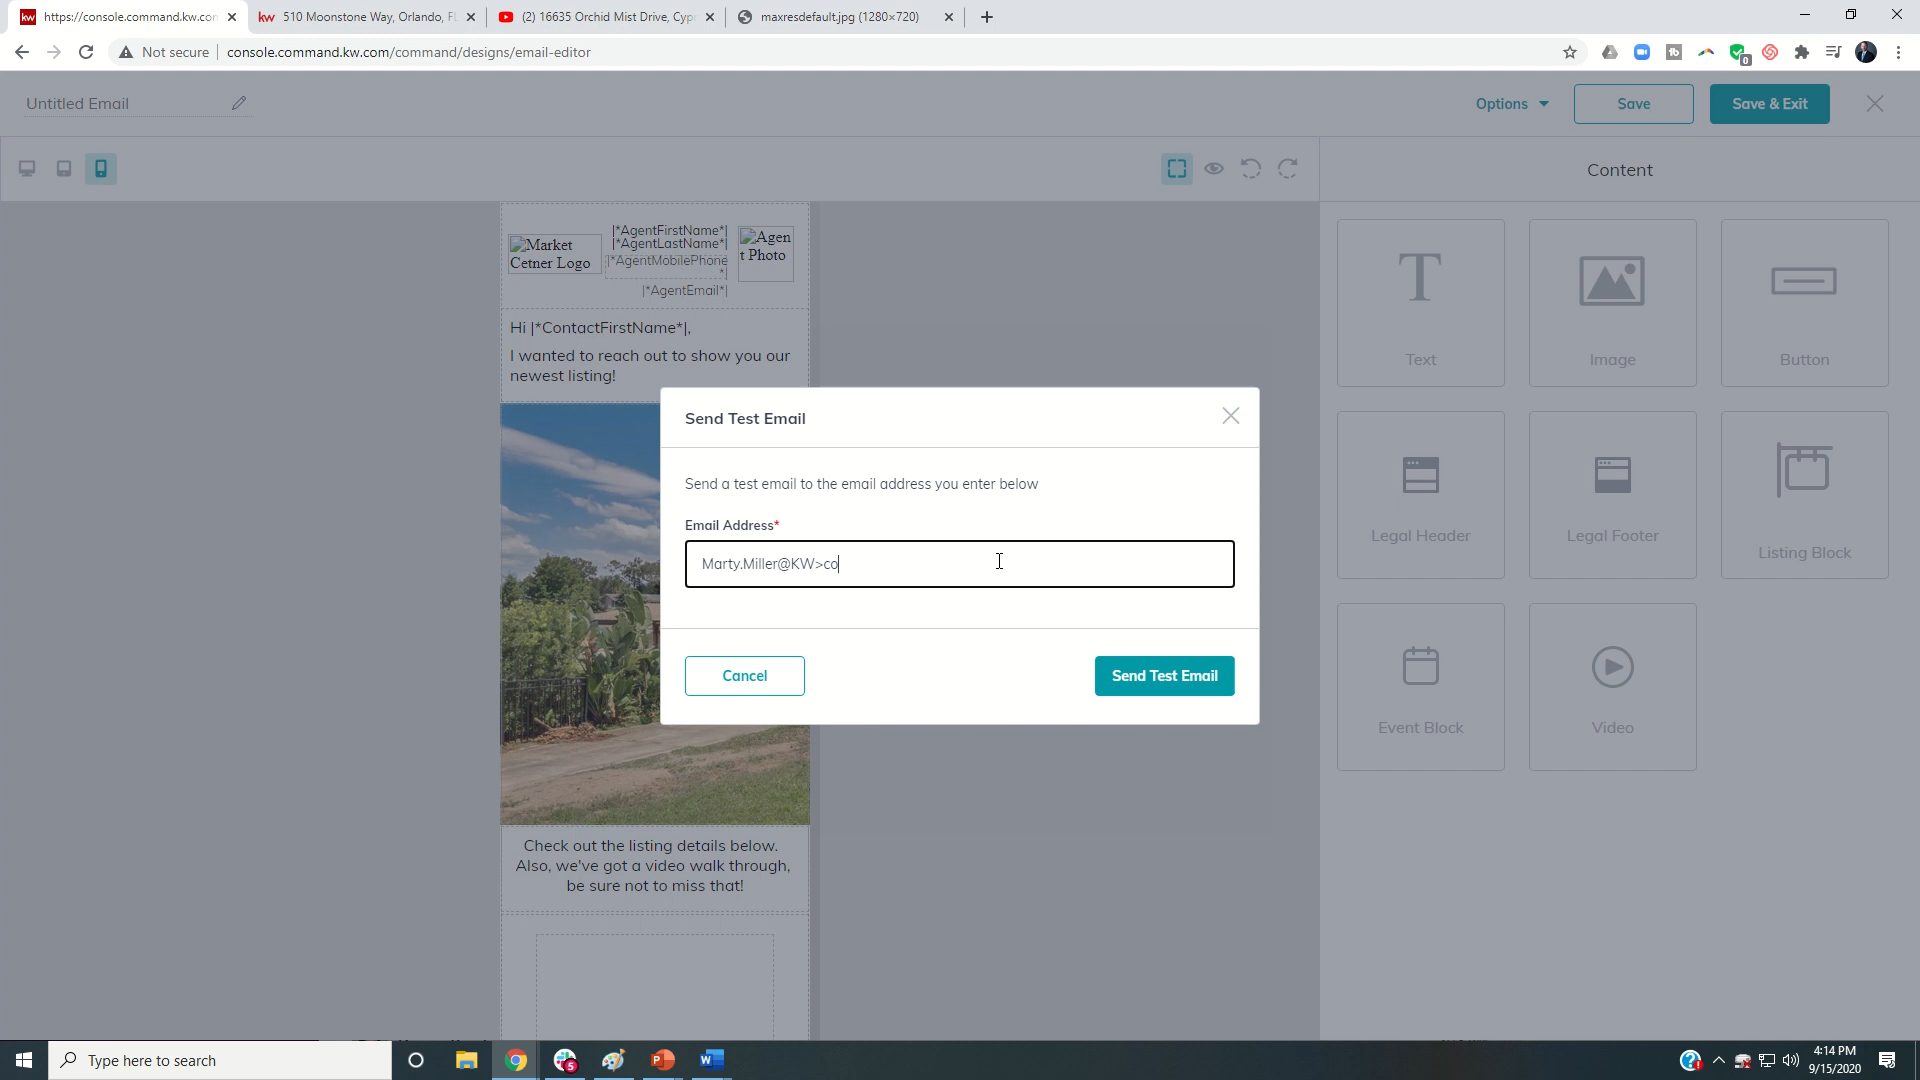 https://console.command.kw.con
kw 510 Moonstone Way, Orlando, FL
(2) 16635 Orchid Mist Drive, Cypr
maxresdefault.jpg (1280×720)
Not secure
console.command.kw.com/command/designs/email-editor
Untitled Email
Options
Save
Save & Exit
Content
Market Cetner Logo
|*AgentFirstName*|
|*AgentLastName*|
|*AgentMobilePhone
*|
|*AgentEmail*|
Agen
t Photo
Hi |*ContactFirstName*|,
I wanted to reach out to show you our
newest listing!
Send Test Email
Send a test email to the email address you enter below
Email Address*
Marty.Miller@KW>co
Cancel
Send Test Email
Check out the listing details below.
Also, we've got a video walk through,
be sure not to miss that!
Text
Image
Button
Legal Header
Legal Footer
Listing Block
Event Block
Video
Type here to search
4:14 PM
9/15/2020